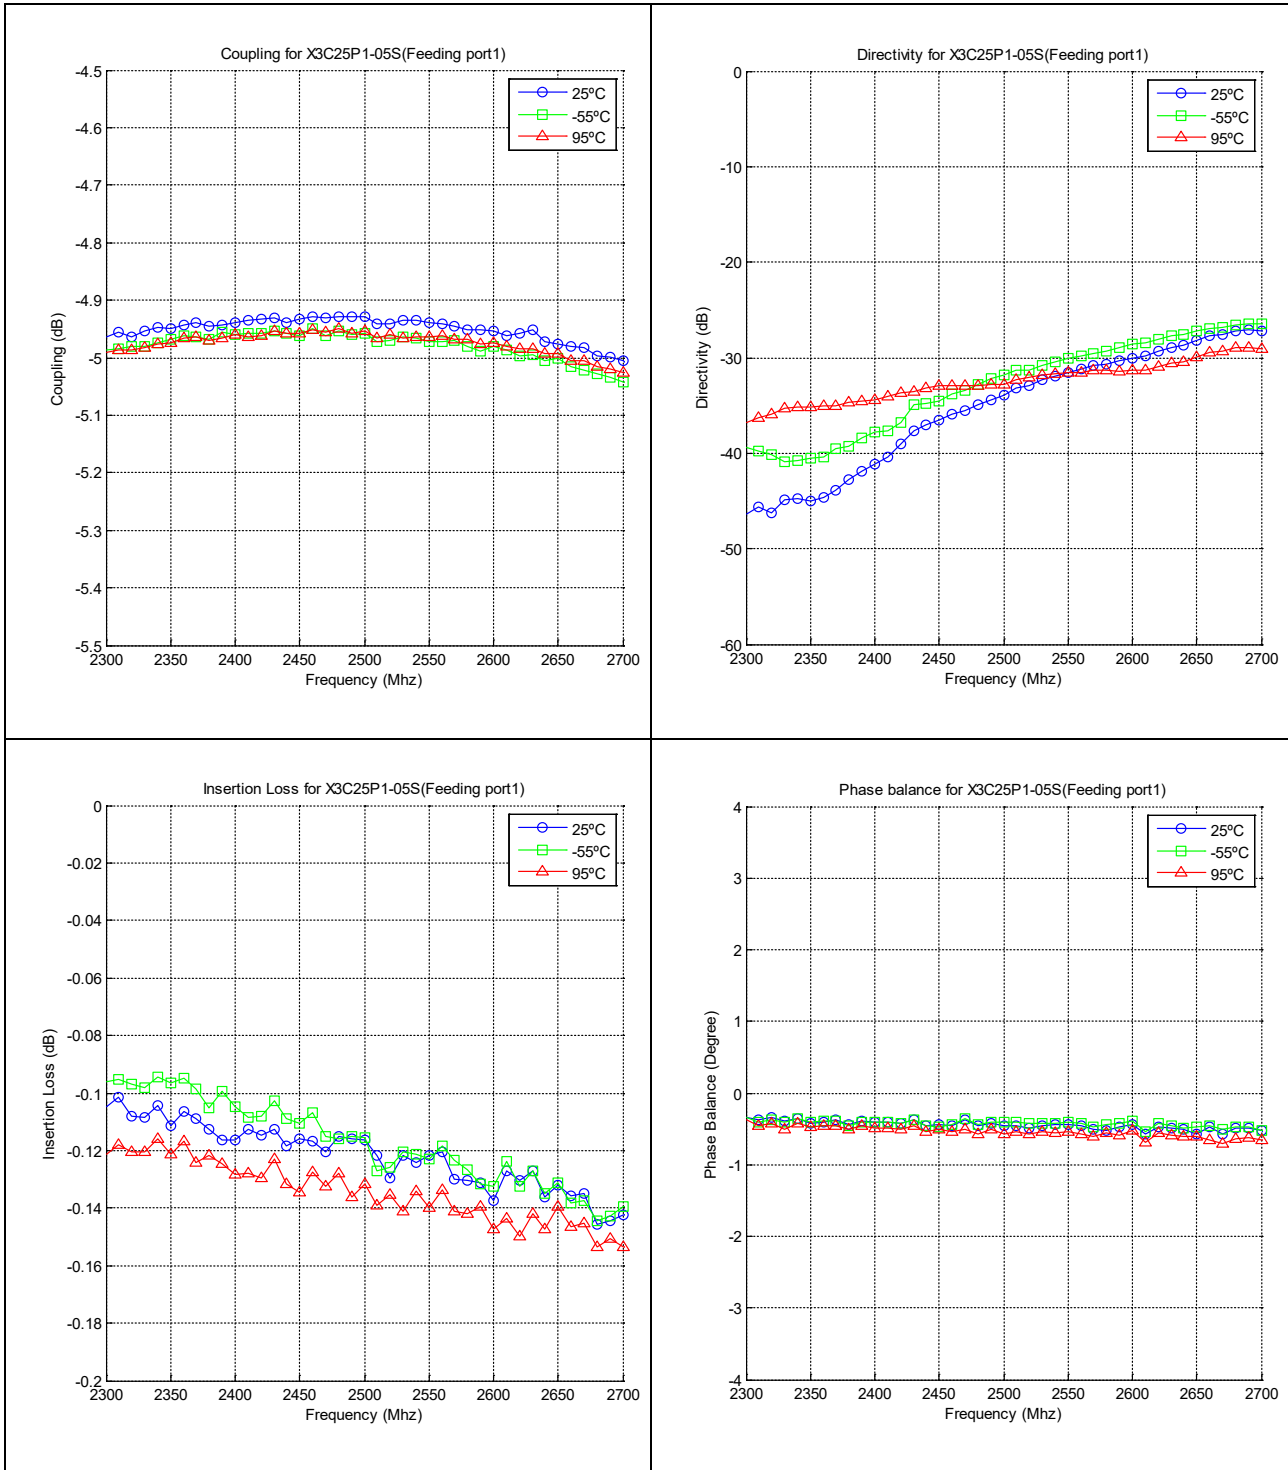 Coupling for X3C25P1-05S(Feeding port1)
-4.5
-4.6
-4.7
-4.8
-4.9
-5
-5.1
-5.2
-5.3
-5.4
-5.5
Coupling (dB)
25ºC
-55ºC
95ºC
2300 2350 2400 2450 2500 2550 2600 2650 2700
Frequency (Mhz)
Directivity for X3C25P1-05S(Feeding port1)
0
-10
-20
-30
-40
-50
-60
Directivity (dB)
25ºC
-55ºC
95ºC
2300 2350 2400 2450 2500 2550 2600 2650 2700
Frequency (Mhz)
Insertion Loss for X3C25P1-05S(Feeding port1)
0
-0.02
-0.04
-0.06
-0.08
-0.1
-0.12
-0.14
-0.16
-0.18
-0.2
Insertion Loss (dB)
25ºC
-55ºC
95ºC
2300 2350 2400 2450 2500 2550 2600 2650 2700
Frequency (Mhz)
Phase balance for X3C25P1-05S(Feeding port1)
4
3
2
1
0
-1
-2
-3
-4
Phase Balance (Degree)
25ºC
-55ºC
95ºC
2300 2350 2400 2450 2500 2550 2600 2650 2700
Frequency (Mhz)